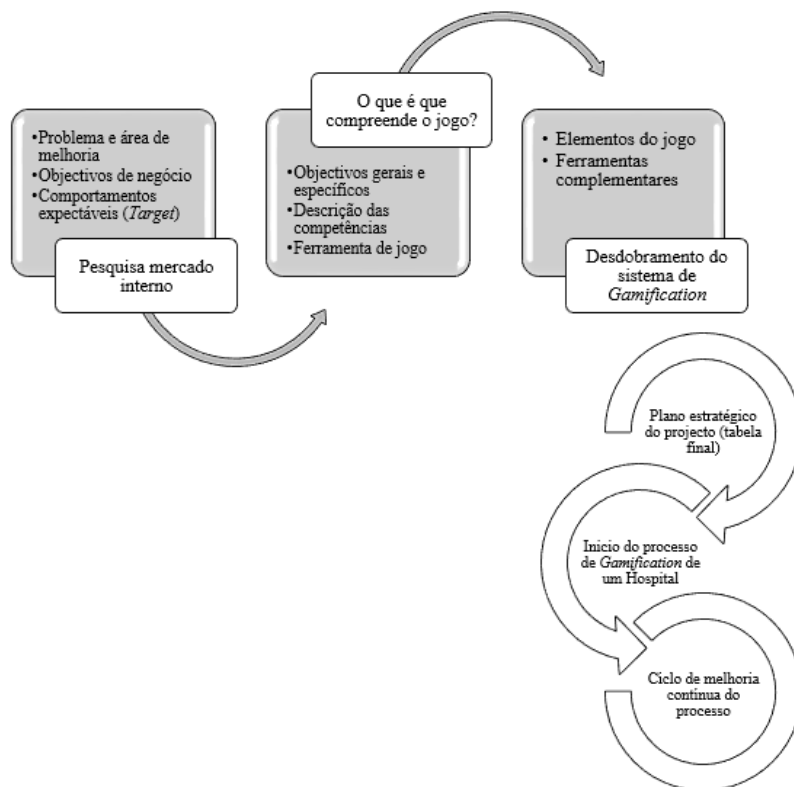 •Problema e área de
melhoria
•Objectivos de negócio
•Comportamentos
expectáveis (Target)
Pesquisa mercado
interno
O que é que
compreende o jogo?
•Objectivos gerais e
específicos
•Descrição das
competências
•Ferramenta de jogo
• Elementos do jogo
• Ferramentas
complementares
Desdobramento do
sistema de
Gamification
Plano estratégico
do projecto (tabela
final)
Inicio do processo
de Gamification de
um Hospital
Ciclo de melhoria
contínua do
processo